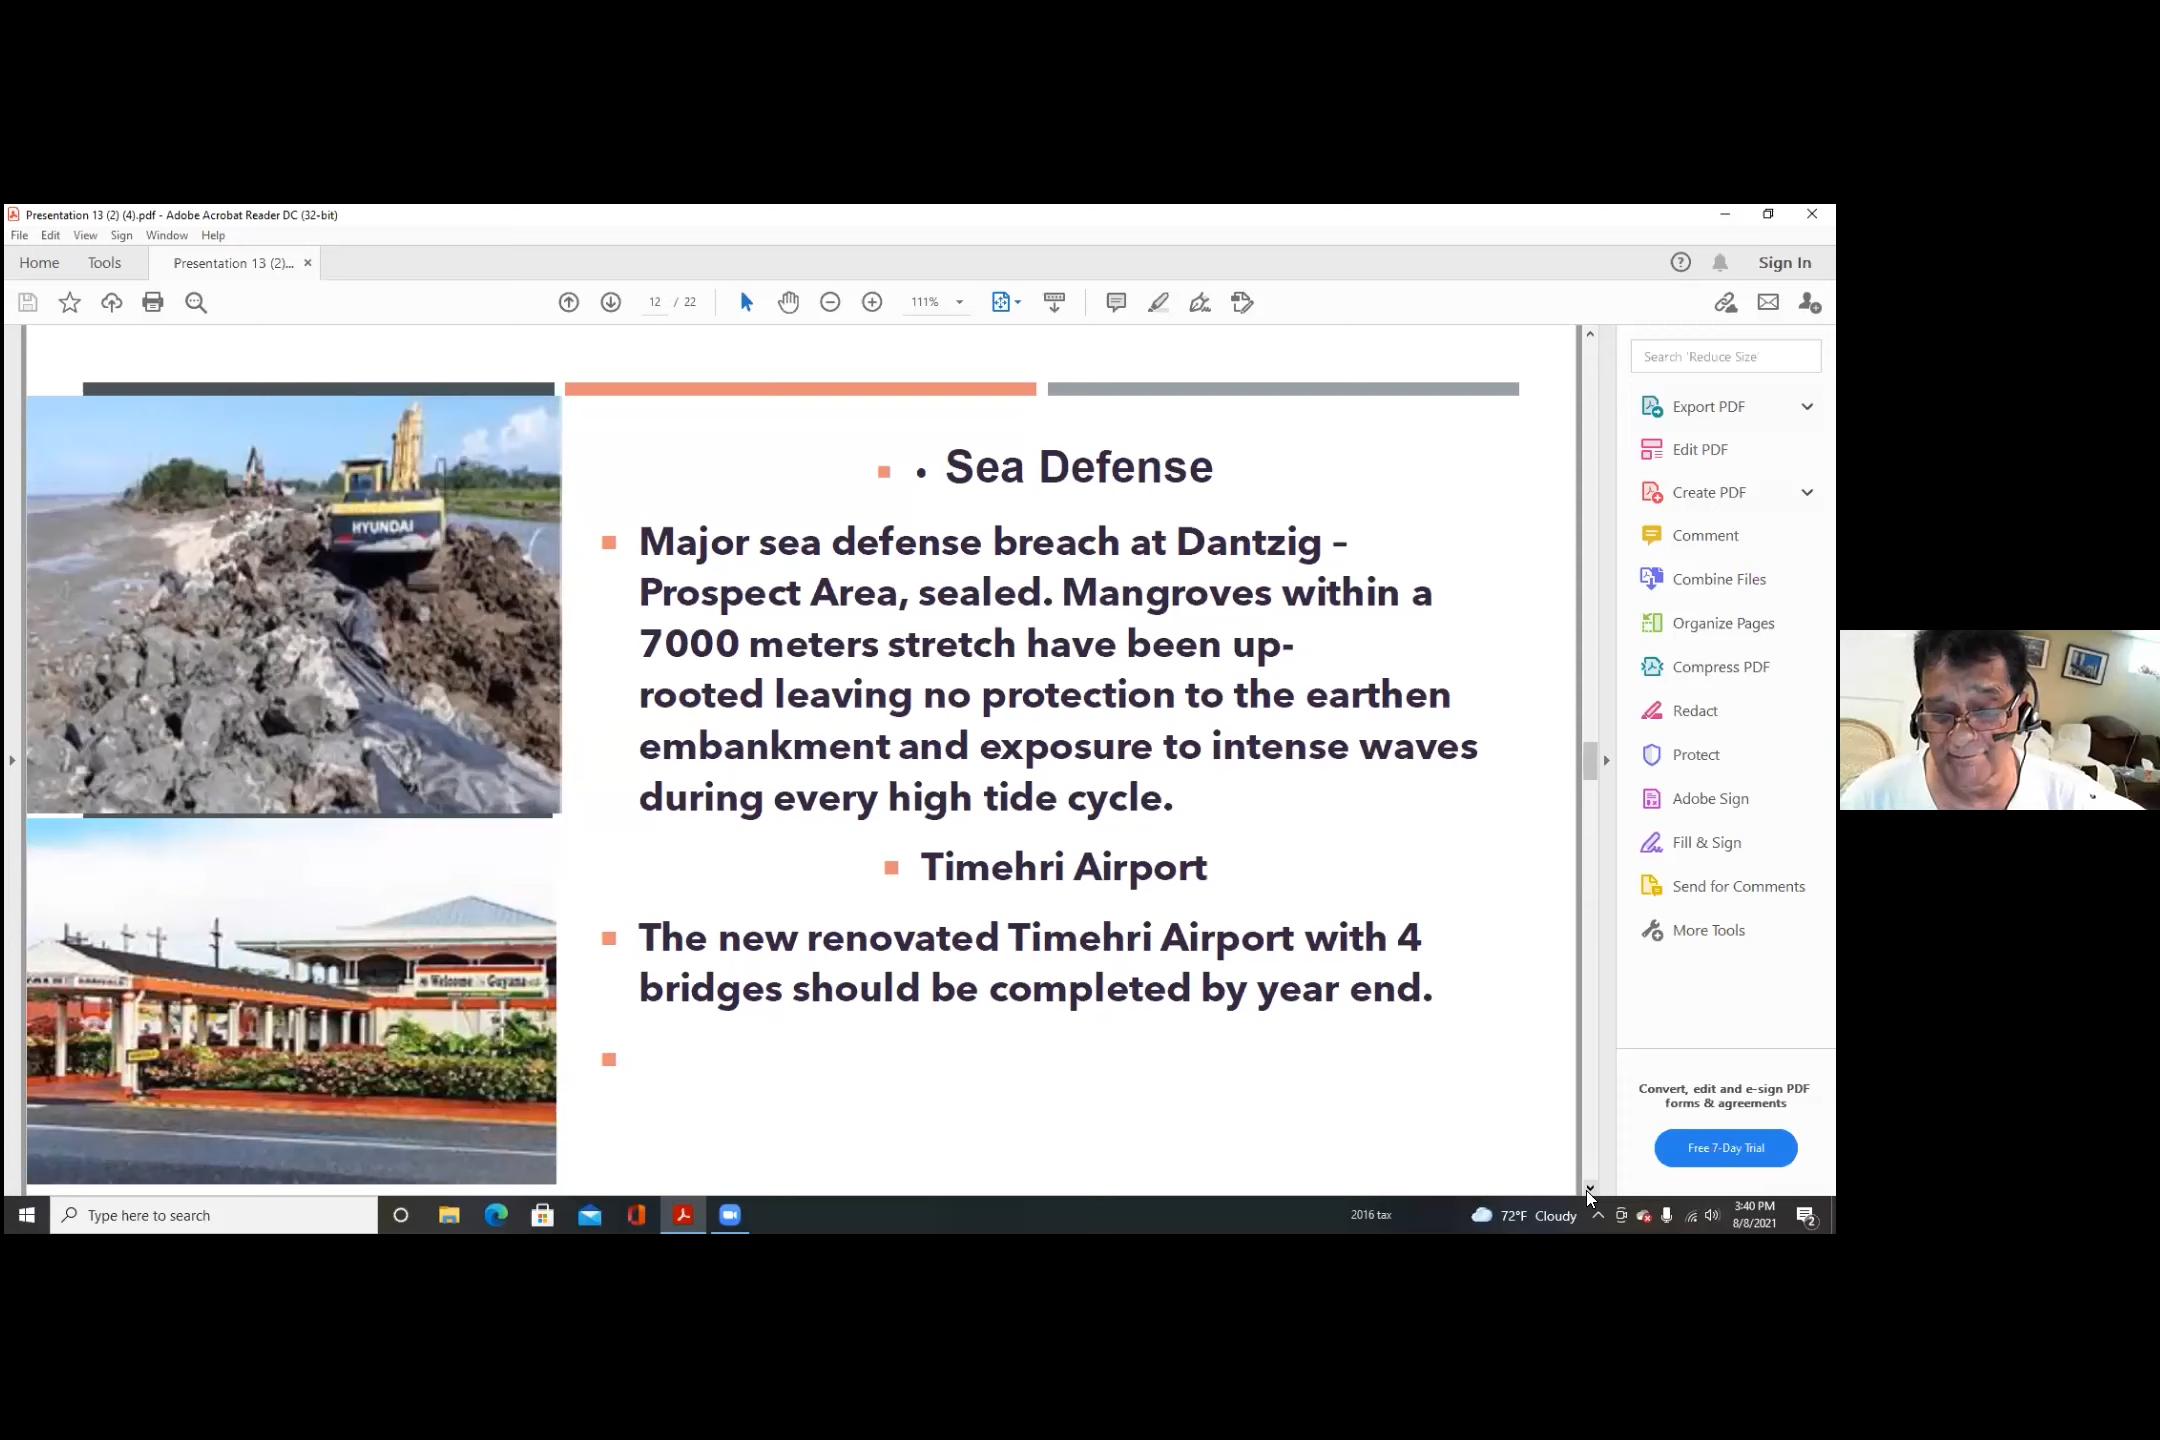 Presentation 13 (2) (4).pdf - Adobe Acrobat Reader DC (32-bit)
File Edit View Sign Window Help
Home Tools Presentation 13 (2)... × Sign In
12 / 22 111%
Search 'Reduce Size'
Export PDF
Edit PDF
Create PDF
Comment
Combine Files
Organize Pages
Compress PDF
Redact
Protect
Adobe Sign
Fill & Sign
Send for Comments
More Tools
Convert, edit and e-sign PDF
forms & agreements
Free 7-Day Trial
HYUNDAI
Welcome To Guyana
• Sea Defense
Major sea defense breach at Dantzig –
Prospect Area, sealed. Mangroves within a
7000 meters stretch have been up-
rooted leaving no protection to the earthen
embankment and exposure to intense waves
during every high tide cycle.
Timehri Airport
The new renovated Timehri Airport with 4
bridges should be completed by year end.
Type here to search
2016 tax
72°F Cloudy
3:40 PM
8/8/2021
2